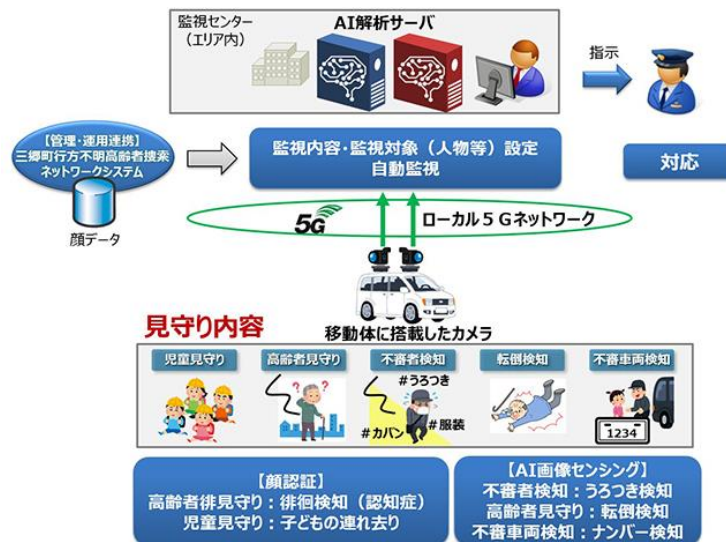 監視センター
(エリア内)
AI解析サーバ
指示
【管理・運用連携】
三郷町行方不明高齢者捜索
ネットワークシステム
顔データ
監視内容・監視対象（人物等）設定
自動監視
対応
5G
ローカル５Ｇネットワーク
見守り内容
移動体に搭載したカメラ
児童見守り
高齢者見守り
不審者検知
転倒検知
不審車両検知
#うろつき
#服装
#カバン
1234
【顔認証】
高齢者徘見守り：徘徊検知（認知症）
児童見守り：子どもの連れ去り
【AI画像センシング】
不審者検知：うろつき検知
高齢者見守り：転倒検知
不審車両検知：ナンバー検知